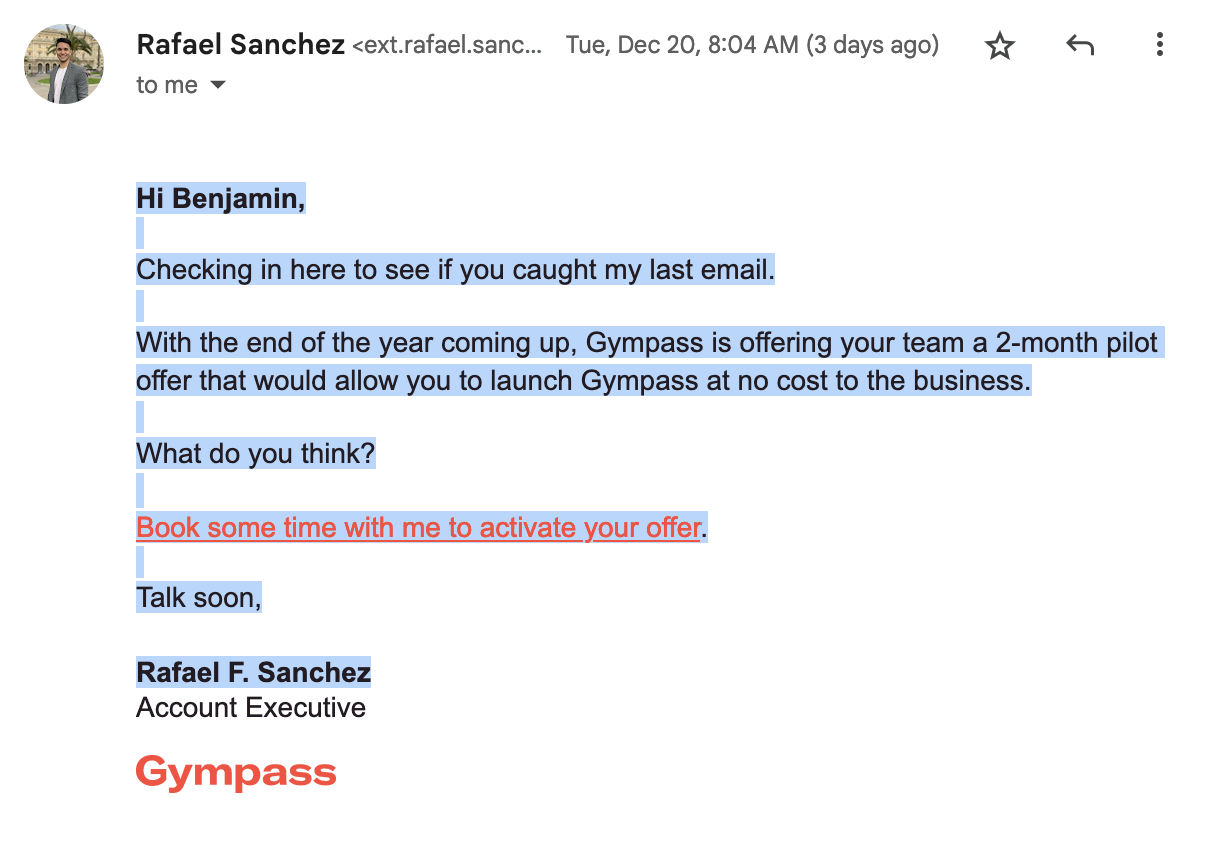 Rafael Sanchez <ext.rafael.sanc... Tue, Dec 20, 8:04 AM (3 days ago)
to me
Hi Benjamin,
Checking in here to see if you caught my last email.
With the end of the year coming up, Gympass is offering your team a 2-month pilot
offer that would allow you to launch Gympass at no cost to the business.
What do you think?
Book some time with me to activate your offer.
Talk soon,
Rafael F. Sanchez
Account Executive
Gympass